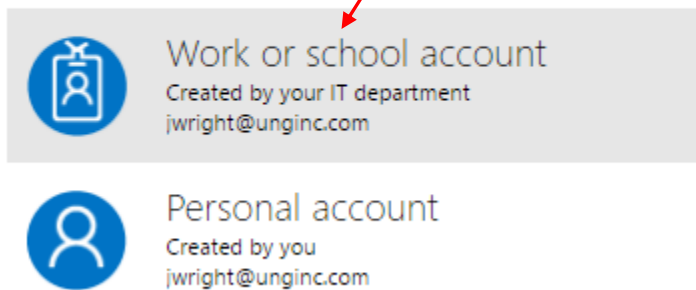 Work or school account
Created by your IT department
jwright@unginc.com
Personal account
Created by you
jwright@unginc.com